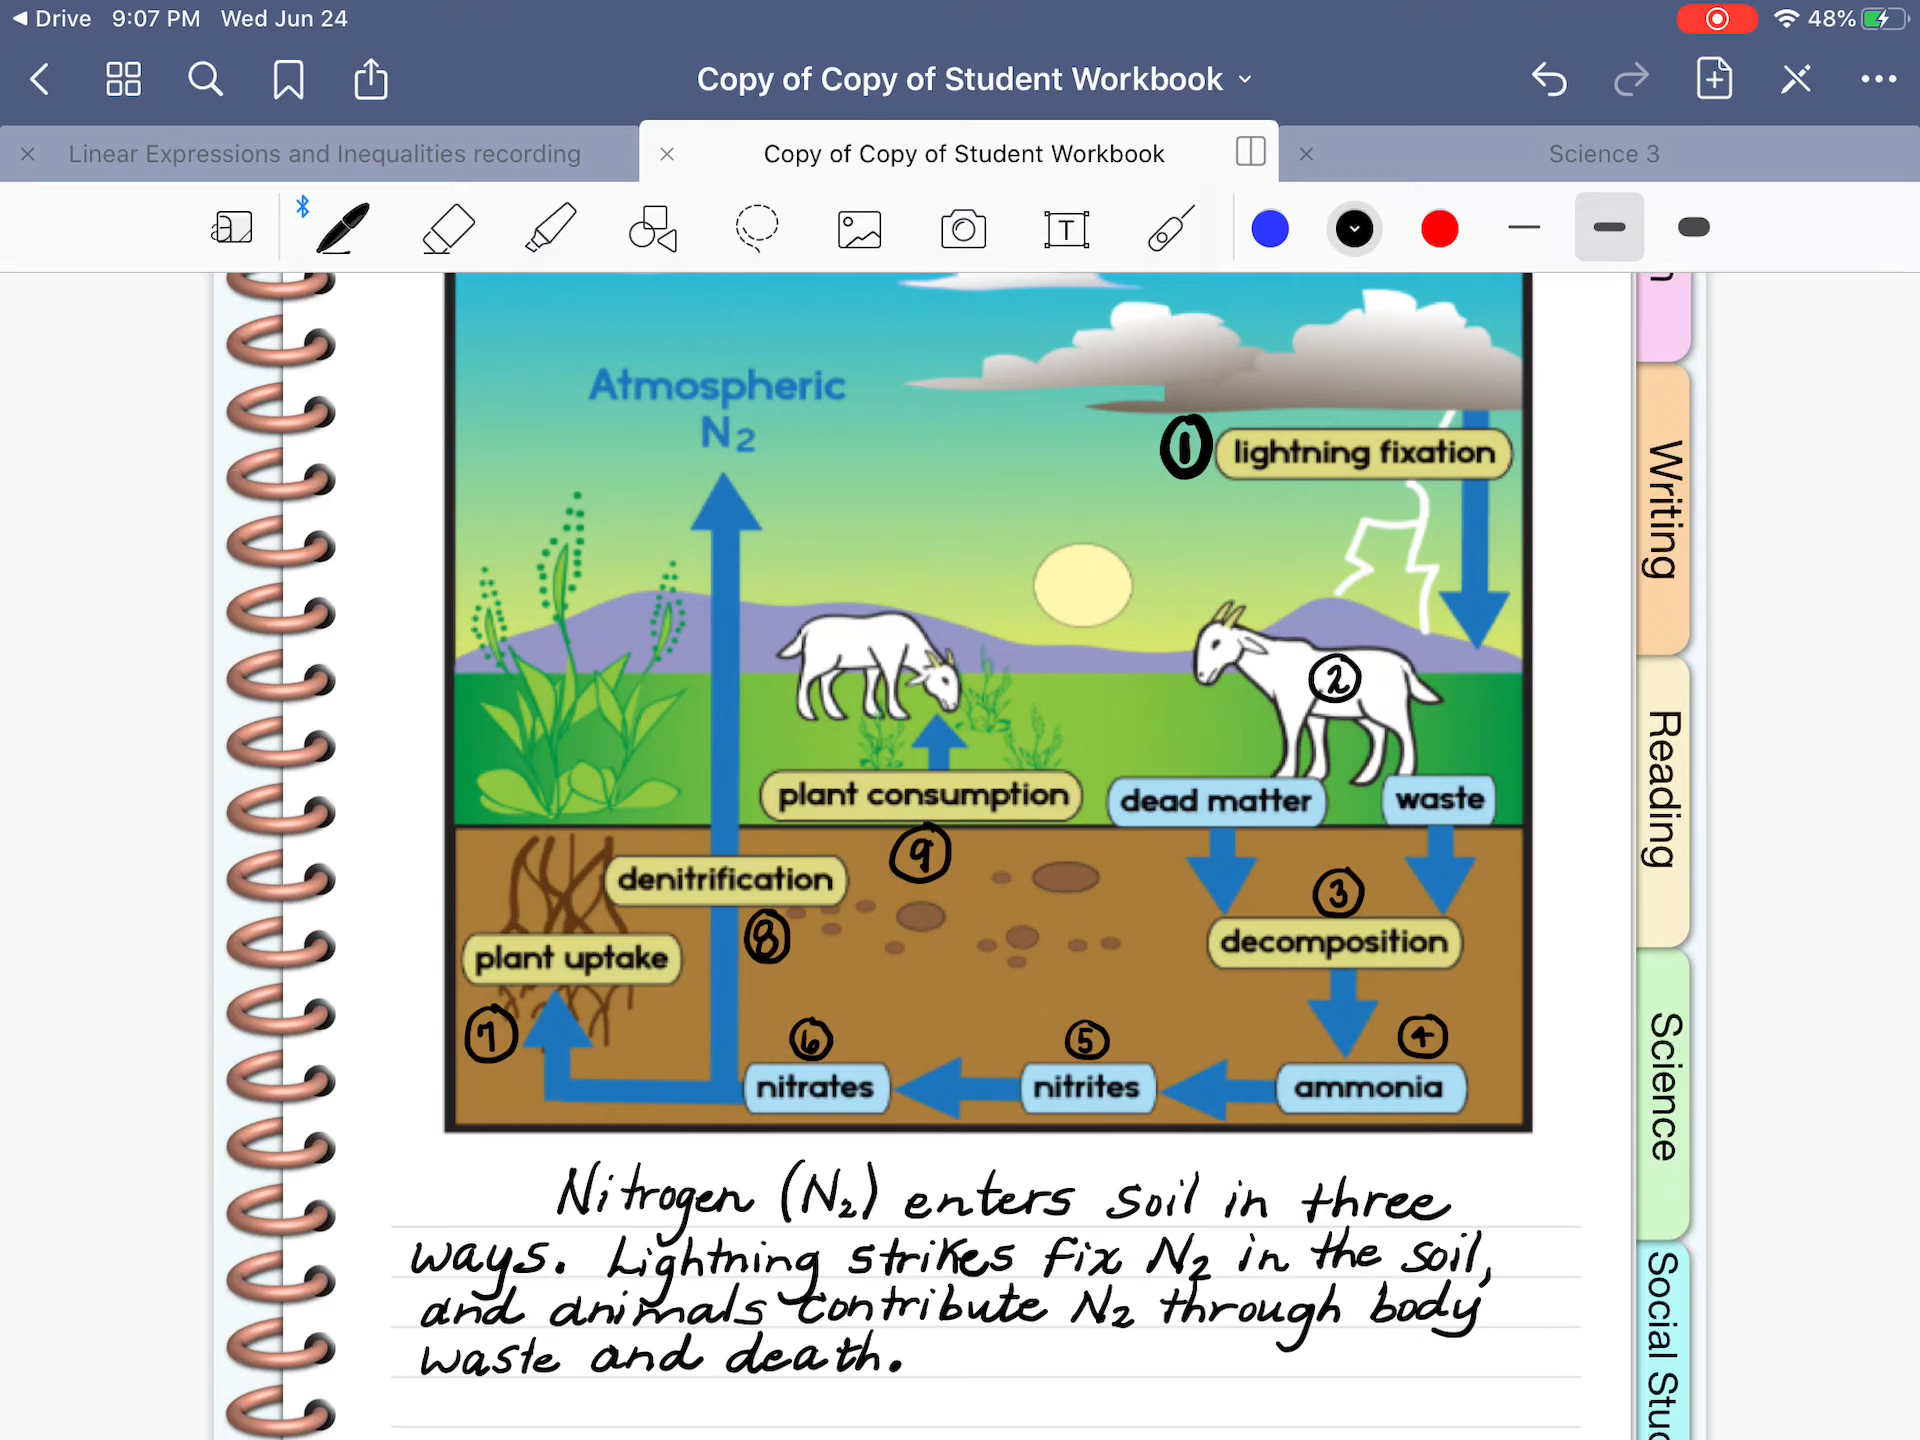 Drive 9:07 PM Wed Jun 24 48%
Copy of Copy of Student Workbook
Linear Expressions and Inequalities recording
Copy of Copy of Student Workbook
Science 3
T
Atmospheric
N2
1 lightning fixation
2
plant consumption
dead matter
waste
9
denitrification
3
8
decomposition
plant uptake
7
6
5
4
nitrates
nitrites
ammonia
Nitrogen (N2) enters soil in three
ways. Lightning strikes fix N2 in the soil,
and animals contribute N2 through body
waste and death.
Writing
Reading
Science
Social Stud